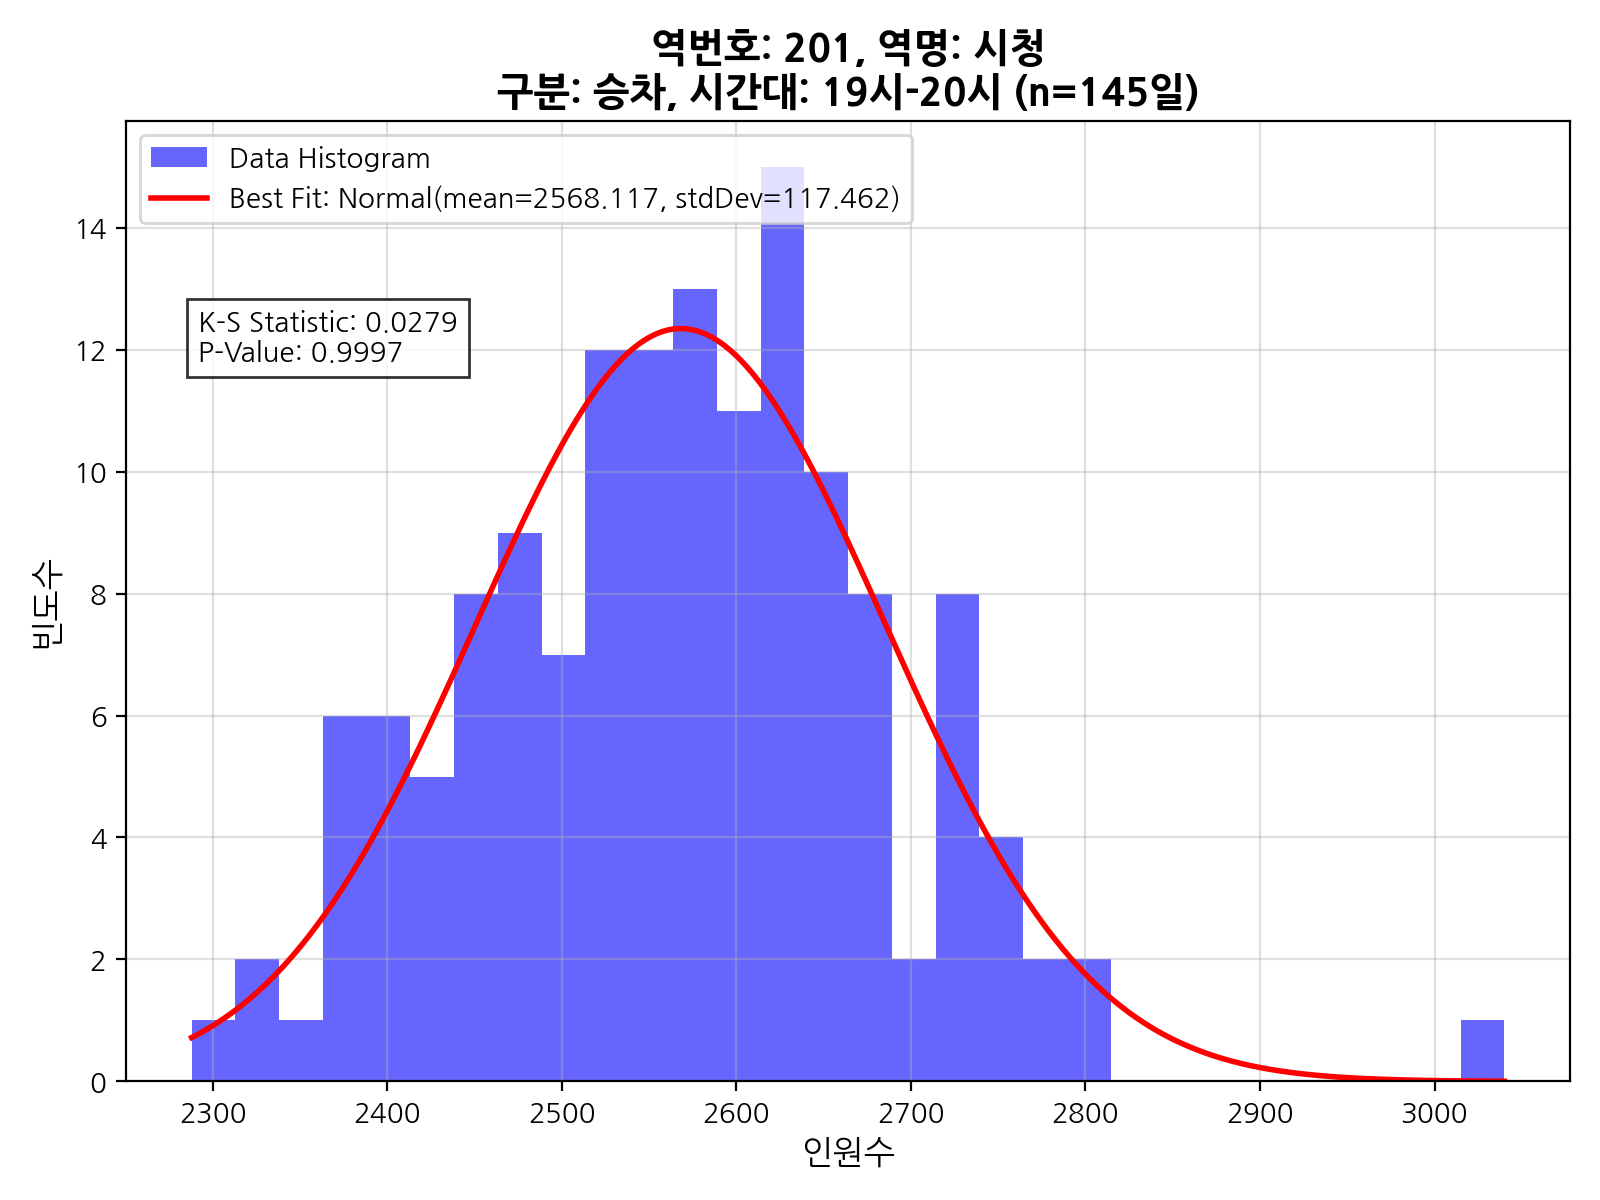 역번호: 201, 역명: 시청
구분: 승차, 시간대: 19시-20시 (n=145일)
Data Histogram
Best Fit: Normal(mean=2568.117, stdDev=117.462)
K-S Statistic: 0.0279
P-Value: 0.9997
빈도수
14
12
10
8
6
4
2
0
2300 2400 2500 2600 2700 2800 2900 3000
인원수